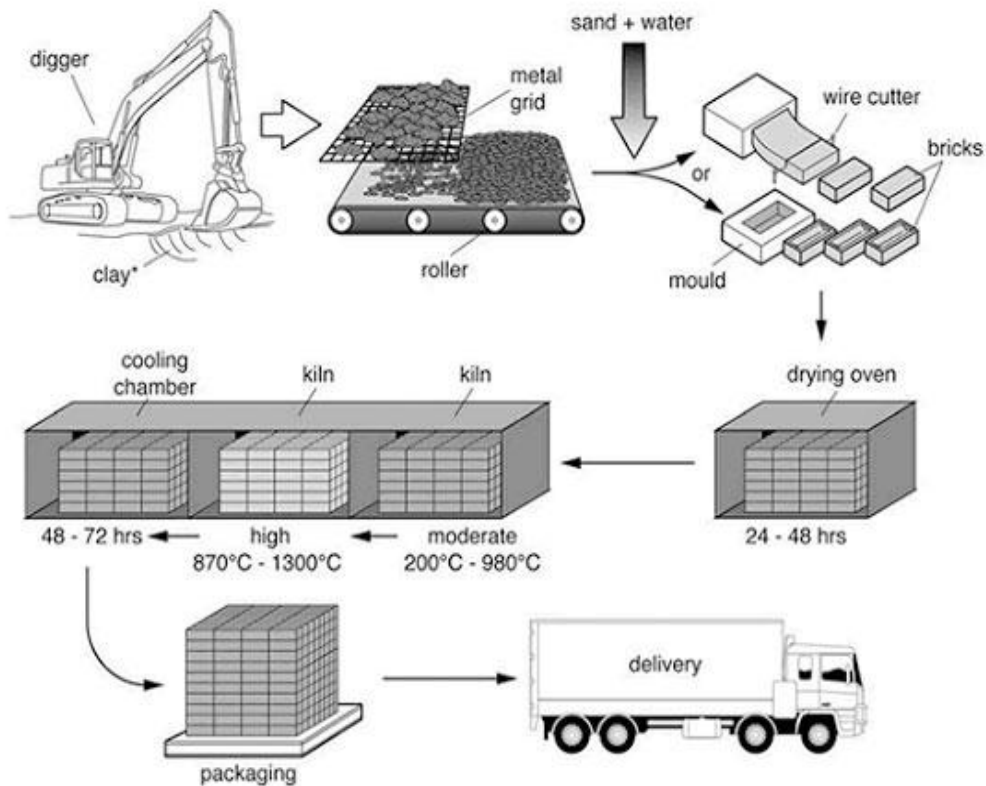 sand + water
digger
metal
grid
wire cutter
bricks
or
clay*
roller
mould
cooling
chamber
kiln
kiln
drying oven
48 - 72 hrs
high
870°C - 1300°C
moderate
200°C - 980°C
24 - 48 hrs
delivery
packaging